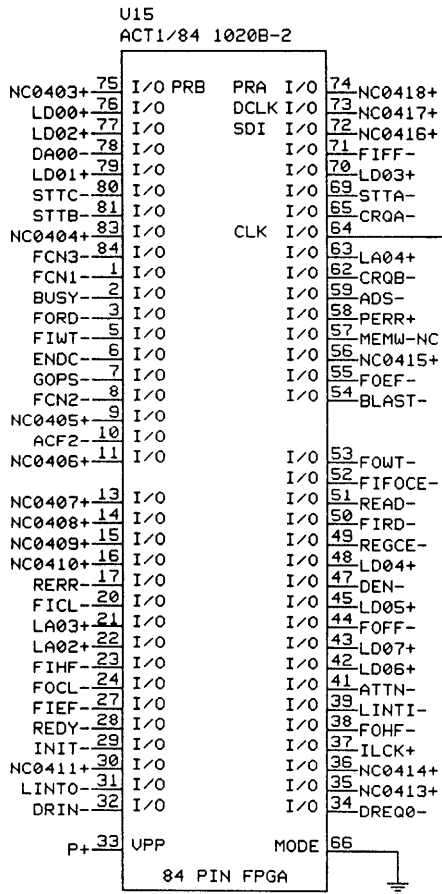 U15
ACT1/84 1020B-2
NC0403+ 75 I/O PRB PRA I/O 74 NC0418+
LD00+ 76 I/O DCLK I/O 73 NC0417+
LD02+ 77 I/O SDI I/O 72 NC0416+
DA00- 78 I/O I/O 71 FIFF-
LD01+ 79 I/O I/O 70 LD03+
STTC- 80 I/O I/O 69 STTA-
STTB- 81 I/O I/O 65 CRQA-
NC0404+ 83 I/O CLK I/O 64
FCN3- 84 I/O I/O 63 LA04+
FCN1- 1 I/O I/O 62 CRQB-
BUSY- 2 I/O I/O 59 ADS-
FORD- 3 I/O I/O 58 PERR+
FIWT- 5 I/O I/O 57 MEMW-NC
ENDC- 6 I/O I/O 56 NC0415+
GOPS- 7 I/O I/O 55 FOEF-
FCN2- 8 I/O I/O 54 BLAST-
NC0405+ 9 I/O
ACF2- 10 I/O
NC0406+ 11 I/O I/O 53 FOWT-
I/O 52 FIFOCE-
NC0407+ 13 I/O I/O 51 READ-
NC0408+ 14 I/O I/O 50 FIRD-
NC0409+ 15 I/O I/O 49 REGCE-
NC0410+ 16 I/O I/O 48 LD04+
RERR- 17 I/O I/O 47 DEN-
FICL- 20 I/O I/O 45 LD05+
LA03+ 21 I/O I/O 44 FOFF-
LA02+ 22 I/O I/O 43 LD07+
FIHF- 23 I/O I/O 42 LD06+
FOCL- 24 I/O I/O 41 ATTN-
FIEF- 27 I/O I/O 39 LINTI-
REDY- 28 I/O I/O 38 FOHF-
INIT- 29 I/O I/O 37 ILCK+
NC0411+ 30 I/O I/O 36 NC0414+
LINTO- 31 I/O I/O 35 NC0413+
DRIN- 32 I/O I/O 34 DREQ0-
P+ 33 VPP MODE 66
84 PIN FPGA